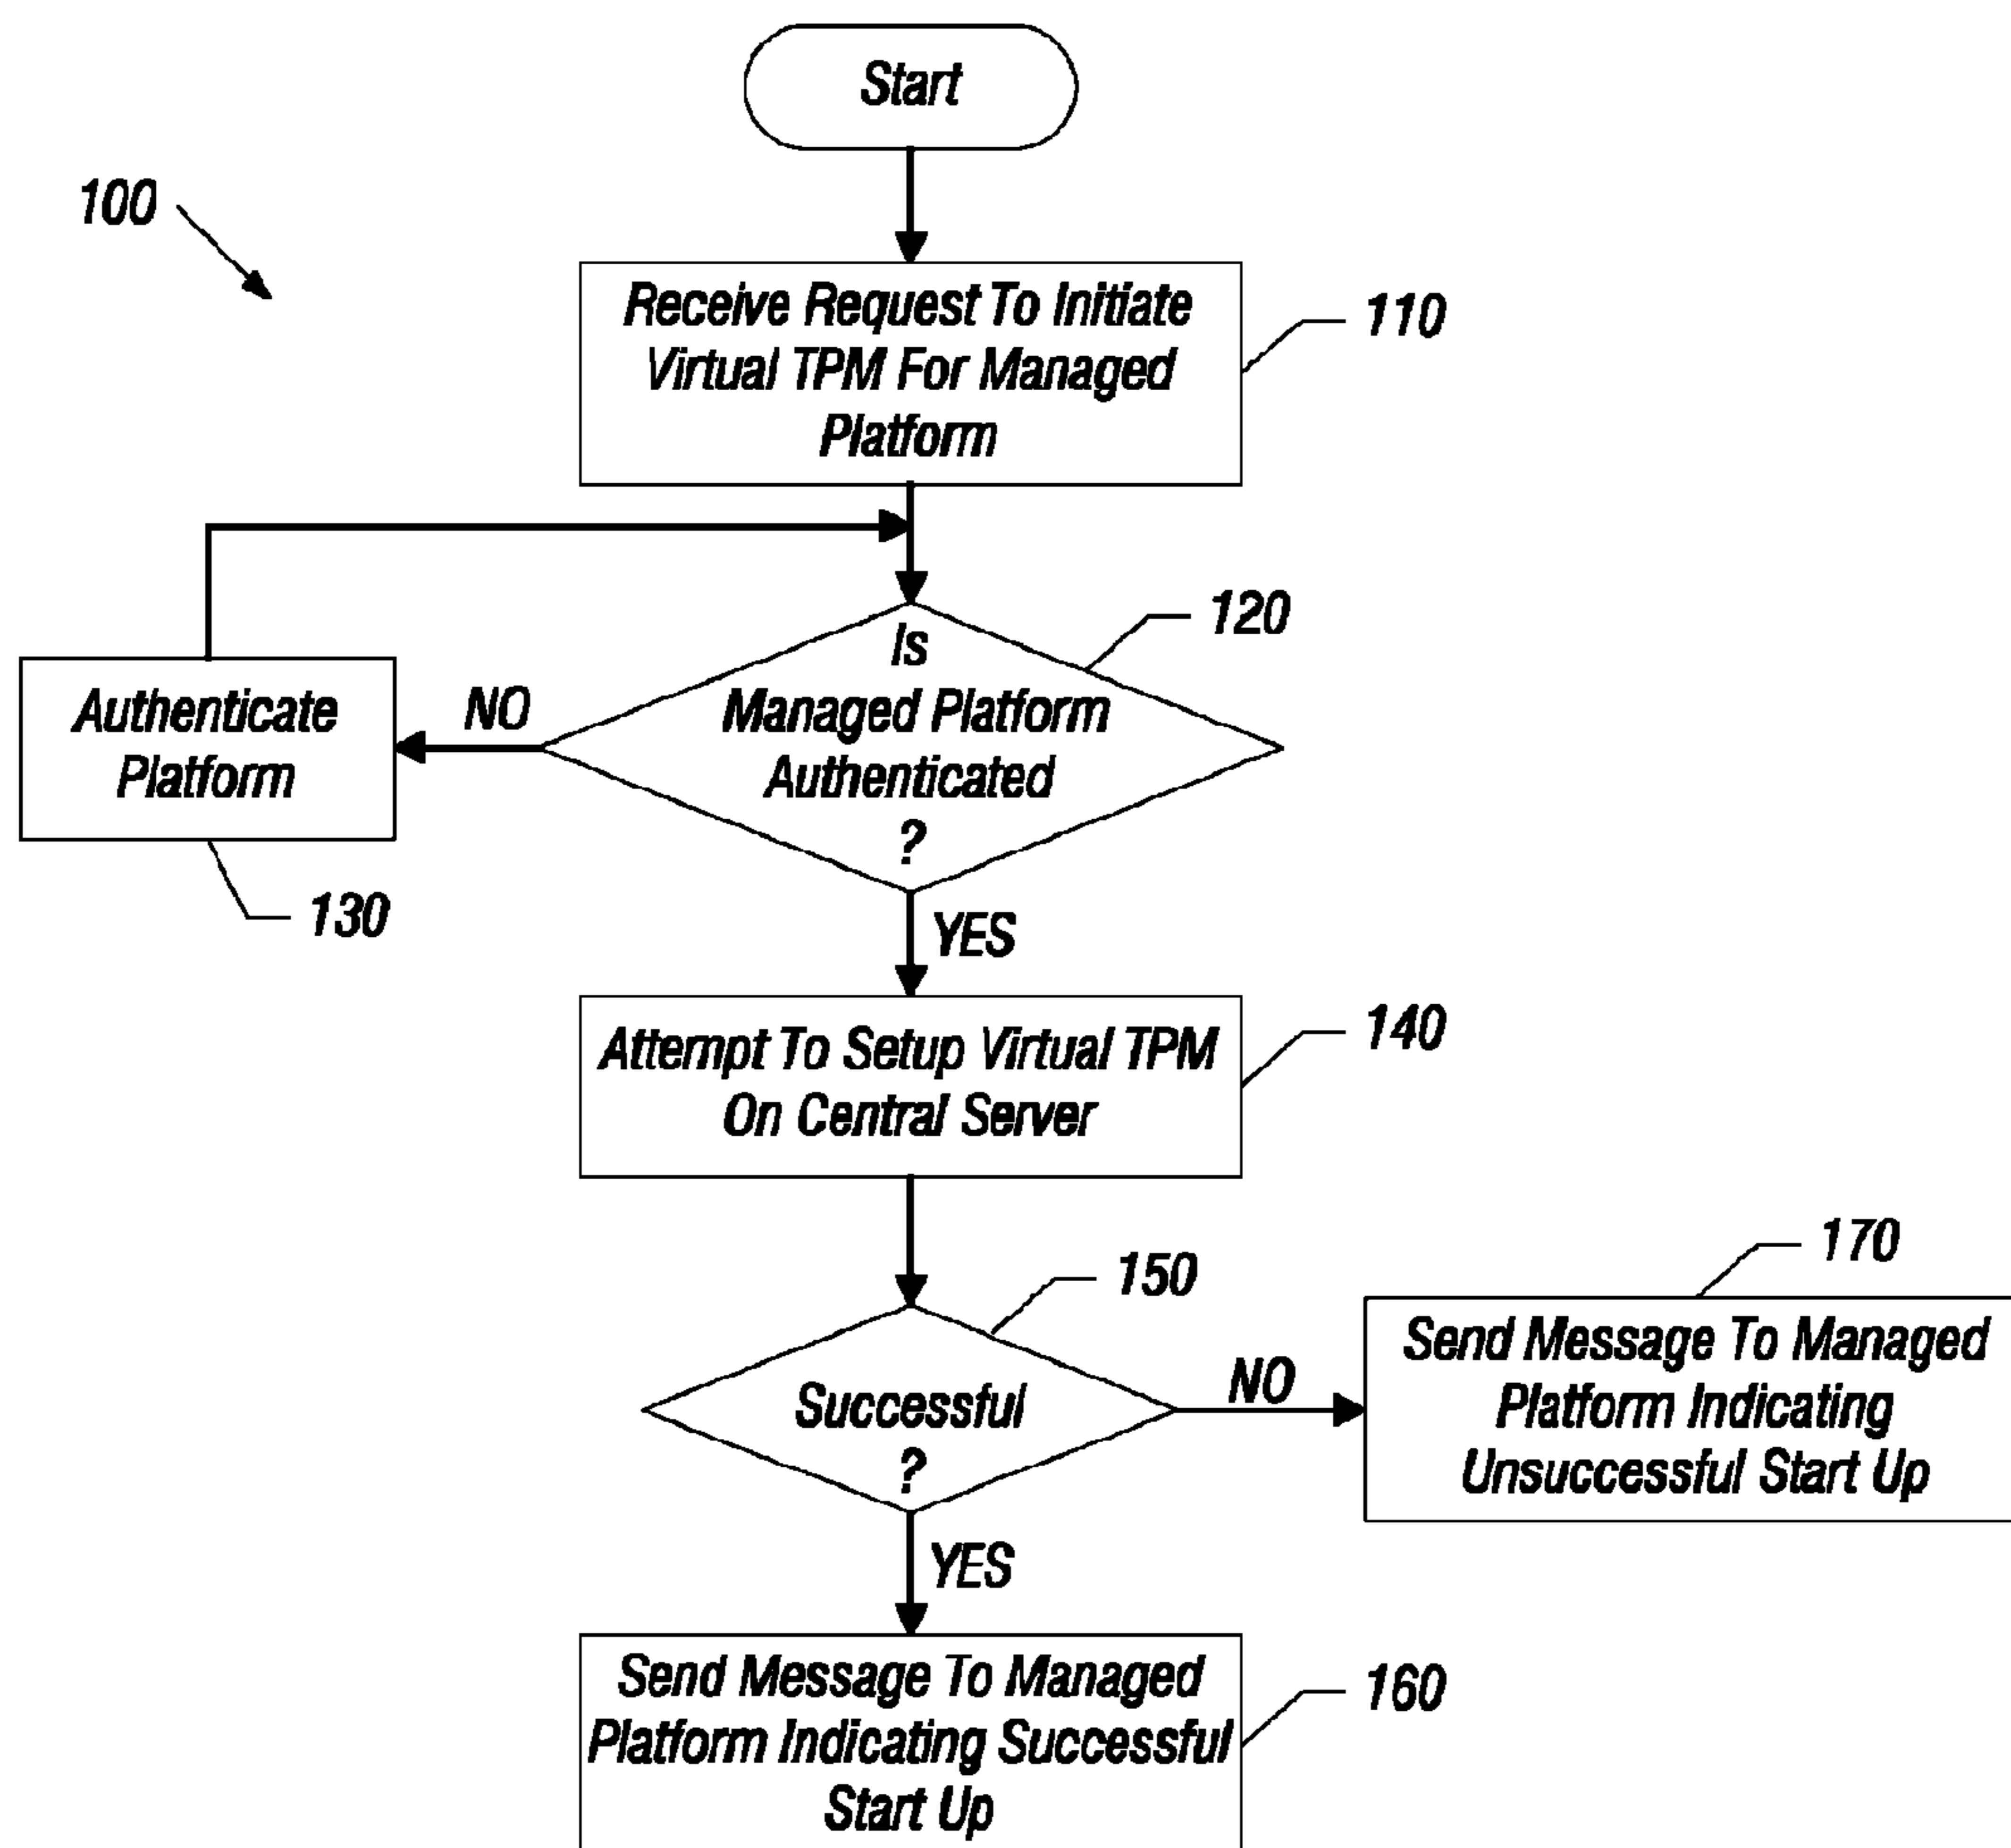 Start
100
Receive Request To Initiate
Virtual TPM For Managed
Platform
110
Is
Managed Platform
Authenticated
?
120
NO
Authenticate
Platform
130
YES
Attempt To Setup Virtual TPM
On Central Server
140
Successful
?
150
NO
Send Message To Managed
Platform Indicating
Unsuccessful Start Up
170
YES
Send Message To Managed
Platform Indicating Successful
Start Up
160